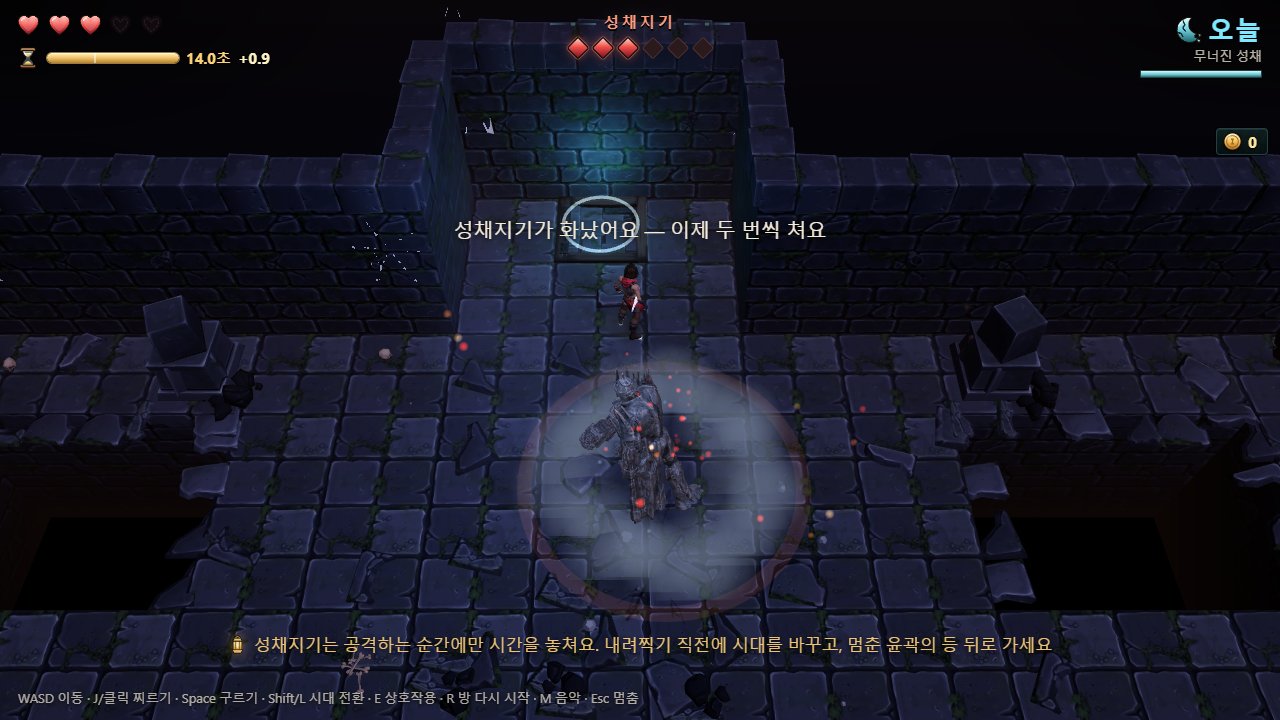 성채지기
오늘
무너진 성채
14.0초 +0.9
0
성채지기가 화났어요 — 이제 두 번씩 쳐요
성채지기는 공격하는 순간에만 시간을 놓쳐요. 내려찍기 직전에 시대를 바꾸고, 멈춘 윤곽의 등 뒤로 가세요
WASD 이동 · J/클릭 찌르기 · Space 구르기 · Shift/L 시대 전환 · E 상호작용 · R 방 다시 시작 · M 음악 · Esc 멈춤